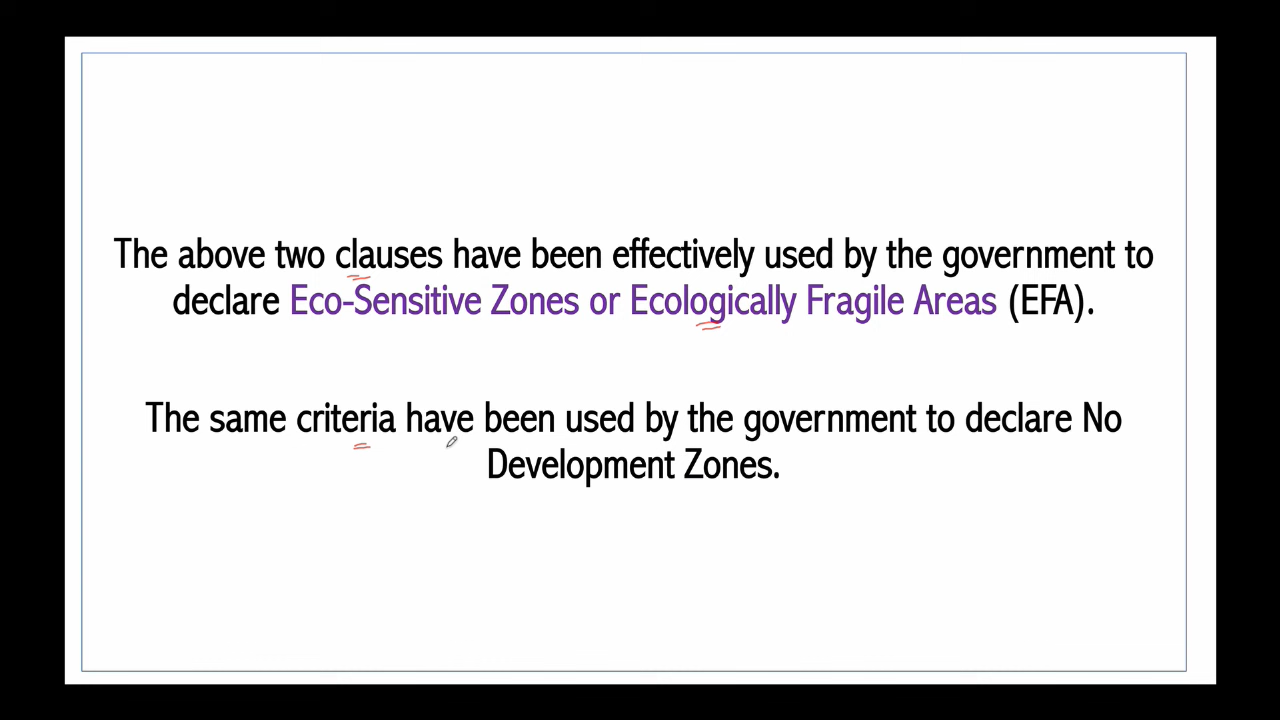 The above two clauses have been effectively used by the government to
declare Eco-Sensitive Zones or Ecologically Fragile Areas (EFA).
The same criteria have been used by the government to declare No
Development Zones.